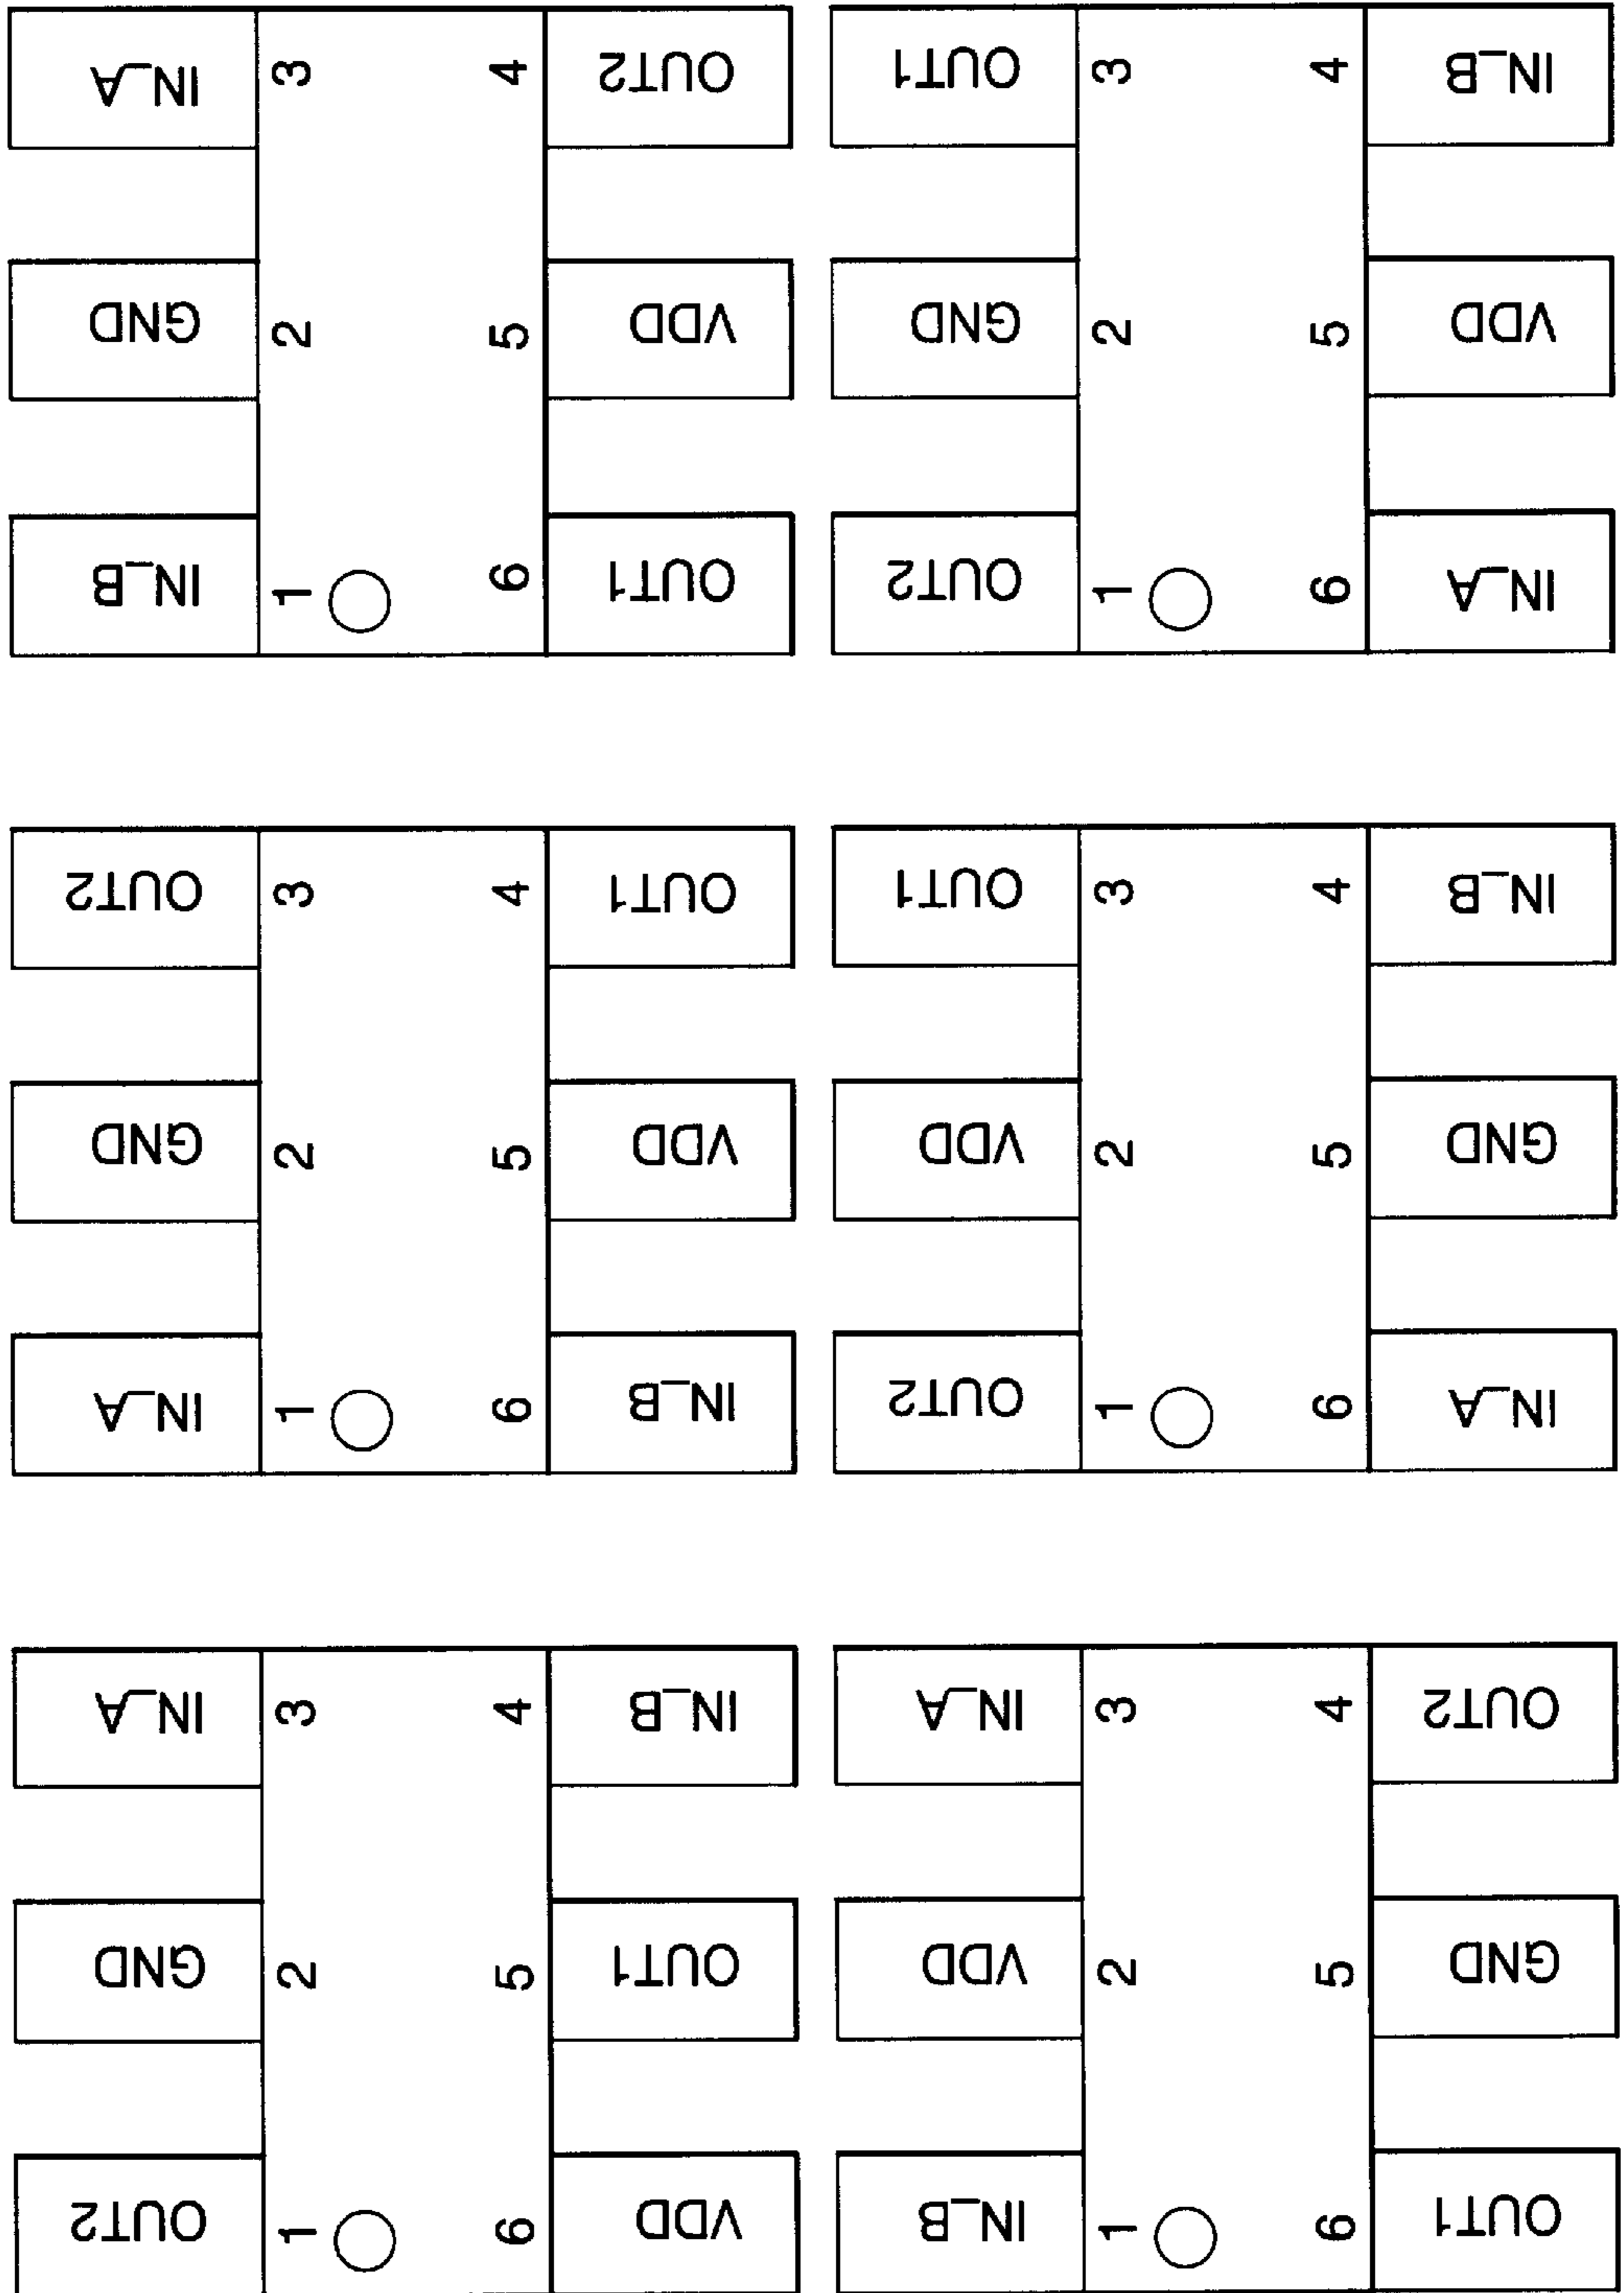 IN_A 3 4 OUT2
GND 2 5 VDD
IN_B 1 6 OUT1
OUT1 3 4 IN_B
GND 2 5 VDD
OUT2 1 6 IN_A
OUT2 3 4 OUT1
GND 2 5 VDD
IN_A 1 6 IN_B
OUT1 3 4 IN_B
VDD 2 5 GND
OUT2 1 6 IN_A
IN_A 3 4 IN_B
GND 2 5 OUT1
OUT2 1 6 VDD
IN_A 3 4 OUT2
VDD 2 5 GND
IN_B 1 6 OUT1